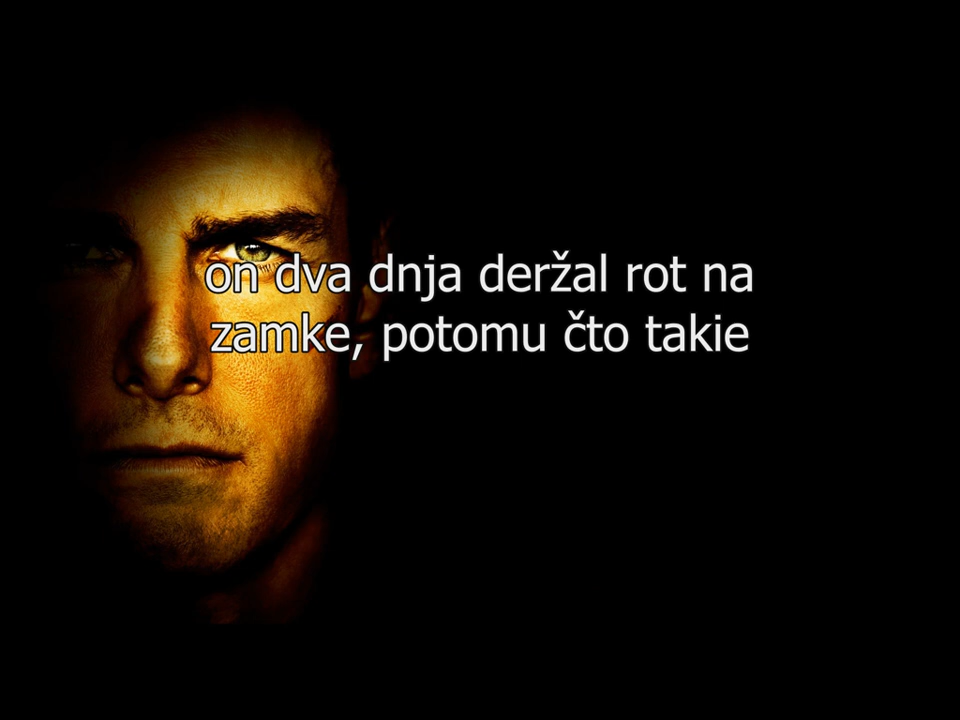 on dva dnja deržal rot na
zamke, potomu čto takie